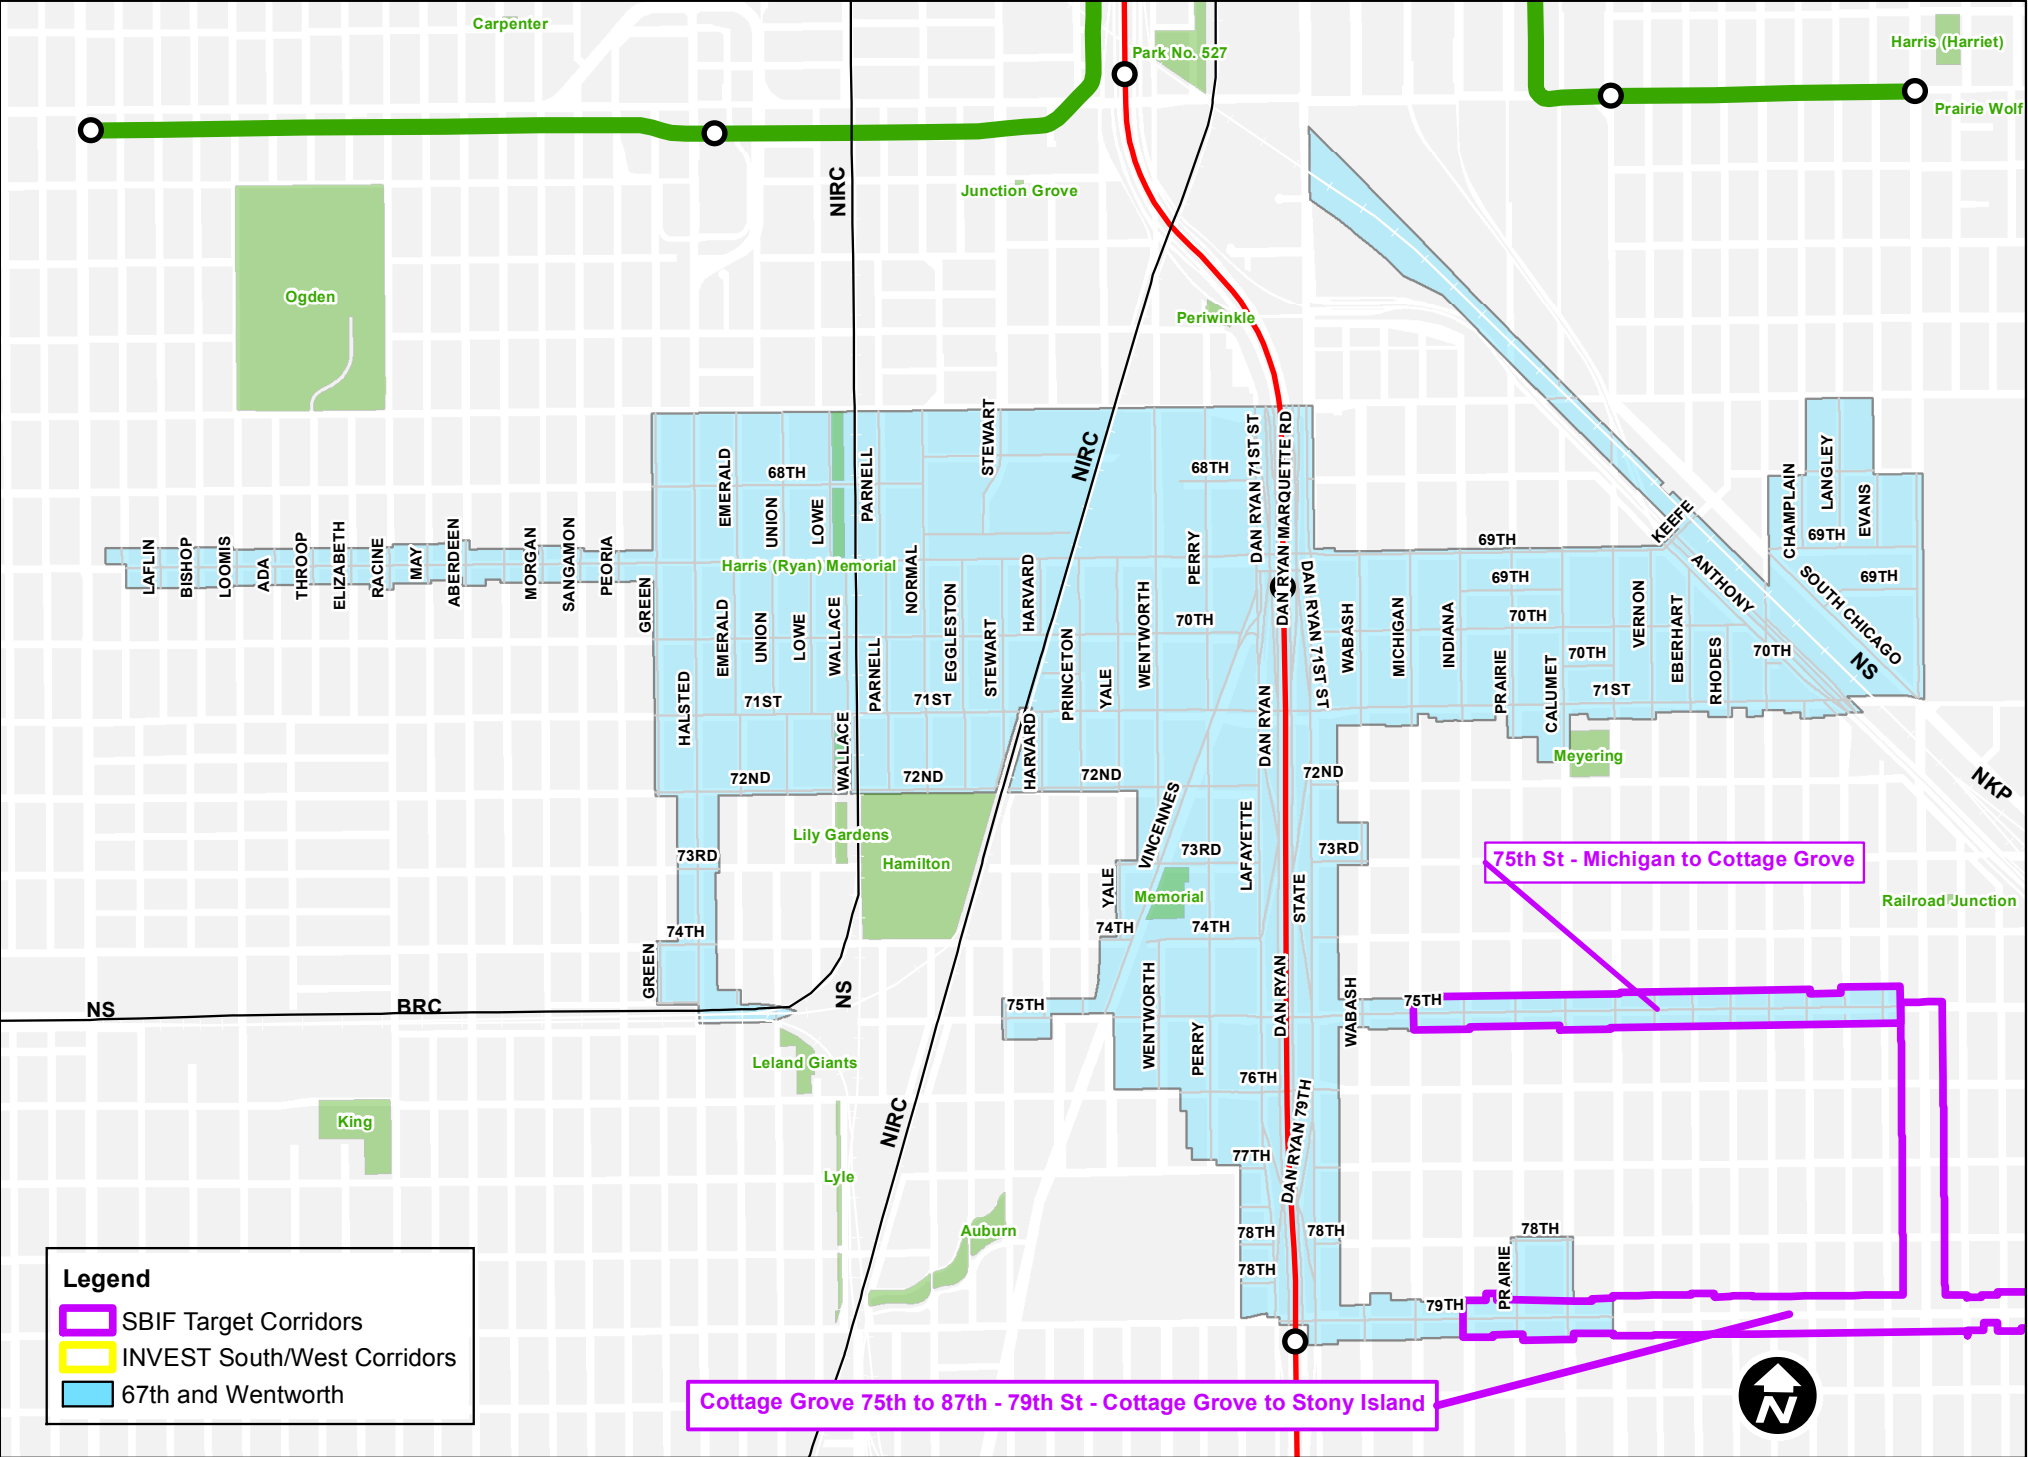 Carpenter
Park No. 527
Harris (Harriet)
Prairie Wolf
NIRC
Junction Grove
Ogden
Periwinkle
STEWART
NIRC
DAN RYAN 71ST ST
DAN RYAN MARQUETTE RD
EMERALD
68TH
PARNELL
68TH
UNION
LOWE
CHAMPLAIN
LANGLEY
EVANS
KEEFE
69TH
69TH
LAFLIN
BISHOP
LOOMIS
ADA
THROOP
ELIZABETH
RACINE
MAY
ABERDEEN
MORGAN
SANGAMON
PEORIA
GREEN
Harris (Ryan) Memorial
NORMAL
HARVARD
PERRY
69TH
69TH
ANTHONY
SOUTH CHICAGO
EMERALD
UNION
LOWE
WALLACE
PARNELL
EGGLESTON
STEWART
PRINCETON
YALE
WENTWORTH
70TH
DAN RYAN 71ST ST
WABASH
MICHIGAN
INDIANA
70TH
VERNON
EBERHART
RHODES
70TH
70TH
NS
PRAIRIE
CALUMET
71ST
HALSTED
71ST
71ST
DAN RYAN
WALLACE
HARVARD
72ND
72ND
72ND
72ND
Meyering
NKP
VINCENNES
LAFAYETTE
Lily Gardens
Hamilton
73RD
73RD
73RD
75th St - Michigan to Cottage Grove
YALE
Memorial
STATE
Railroad Junction
74TH
74TH
74TH
GREEN
NS
BRC
NS
75TH
WENTWORTH
DAN RYAN
WABASH
75TH
PERRY
Leland Giants
76TH
DAN RYAN 79TH
King
NIRC
77TH
Lyle
Auburn
78TH
78TH
78TH
78TH
PRAIRIE
79TH
Legend
SBIF Target Corridors
INVEST South/West Corridors
67th and Wentworth
Cottage Grove 75th to 87th - 79th St - Cottage Grove to Stony Island
N